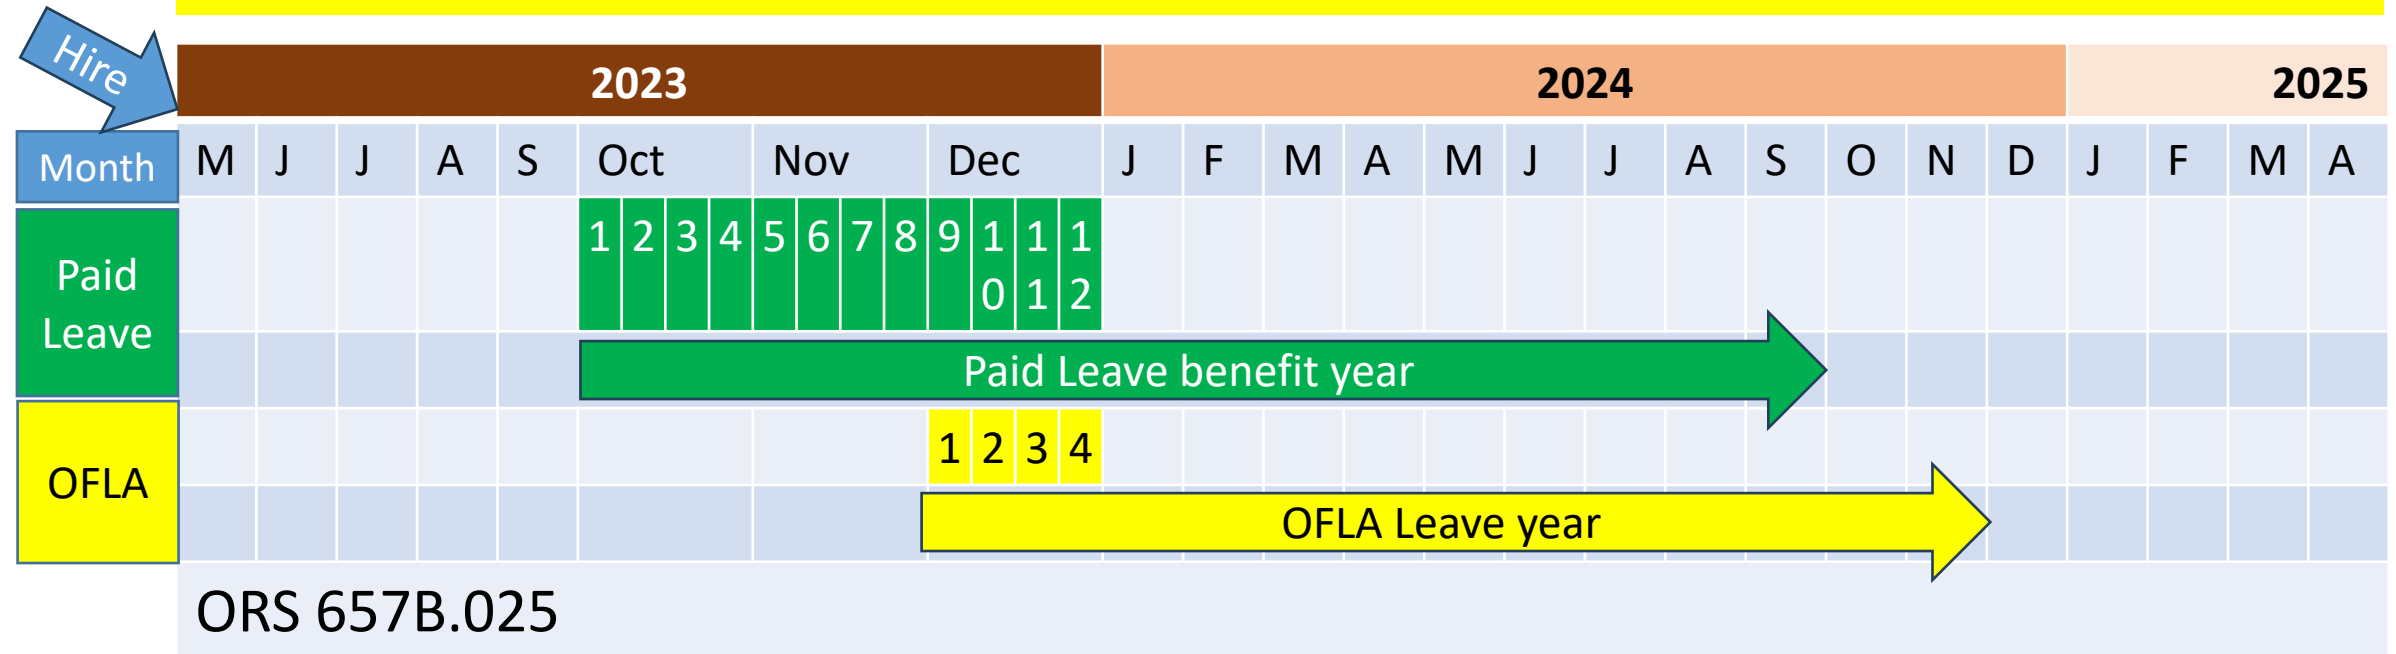 Hire
2023 2024 2025
Month M J J A S Oct Nov Dec J F M A M J J A S O N D J F M A
Paid Leave
1 2 3 4 5 6 7 8 9 10 11 12
Paid Leave benefit year
OFLA
1 2 3 4
OFLA Leave year
ORS 657B.025